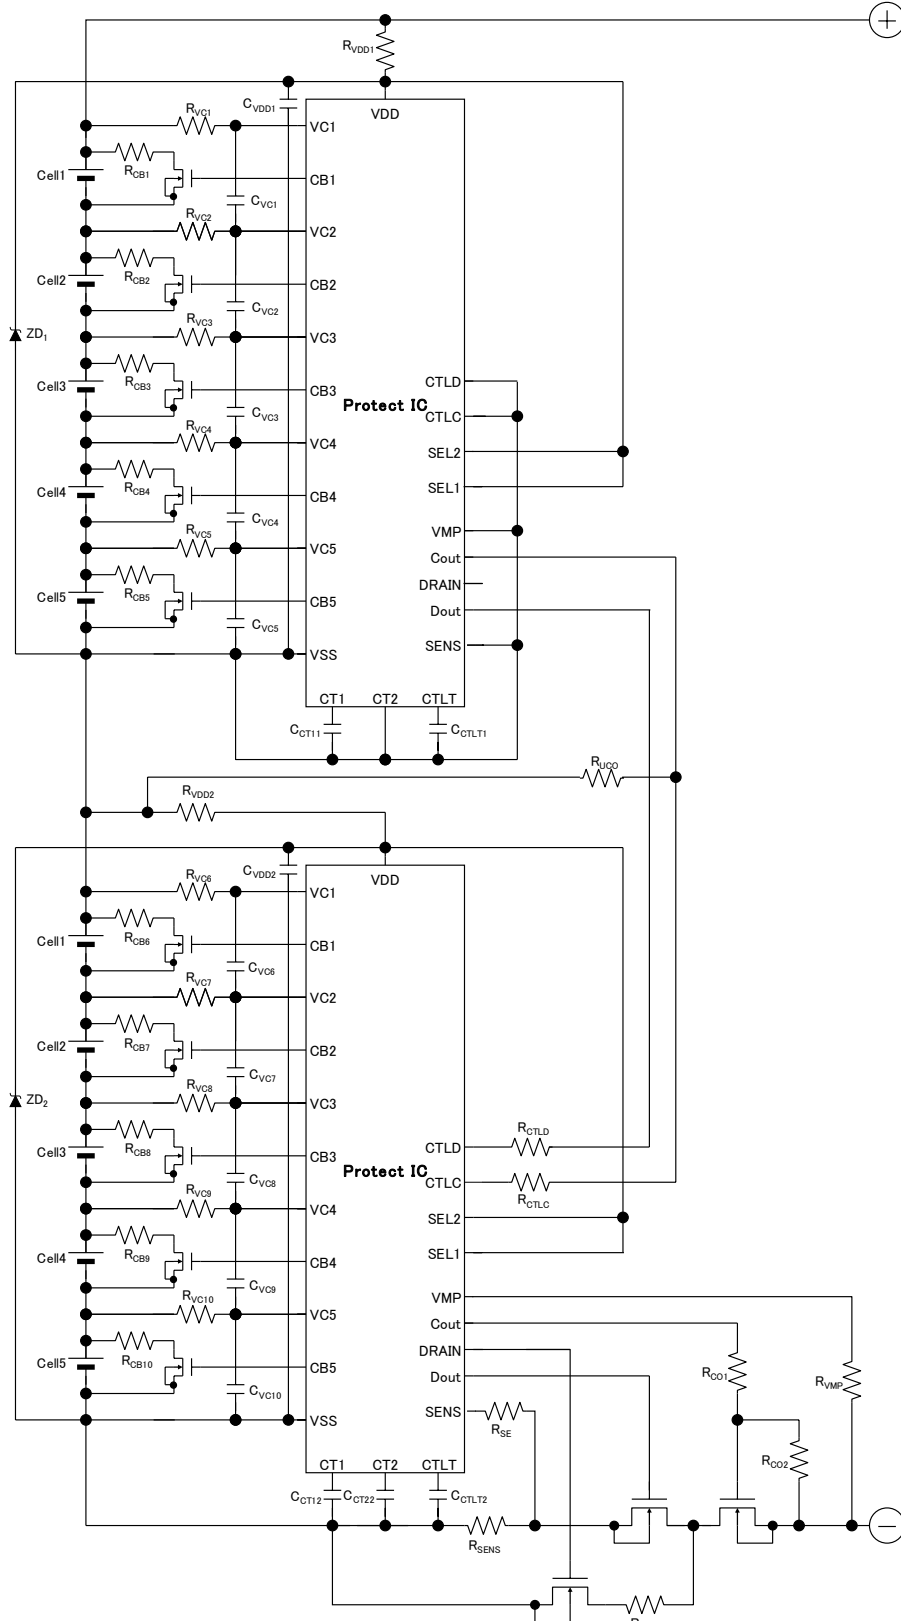 +
RVDD1
CVDD1
VDD
RVC1
VC1
Cell1
RCB1
CB1
CVC1
RVC2
VC2
Cell2
RCB2
CB2
CVC2
RVC3
VC3
ZD1
Cell3
RCB3
CB3
CTLD
Protect IC
CVC3
CTLC
RVC4
VC4
SEL2
Cell4
RCB4
CB4
SEL1
CVC4
RVC5
VC5
VMP
Cout
Cell5
RCB5
CB5
DRAIN
Dout
CVC5
SENS
VSS
CT1
CT2
CTLT
CCT11
CCTLT1
RUCO
RVDD2
CVDD2
VDD
RVC6
VC1
Cell1
RCB6
CB1
CVC6
RVC7
VC2
Cell2
RCB7
CB2
CVC7
RVC8
VC3
ZD2
Cell3
RCB8
CB3
CTLD
RCTLD
Protect IC
CVC8
CTLC
RCTLC
RVC9
VC4
SEL2
Cell4
RCB9
CB4
SEL1
CVC9
RVC10
VC5
VMP
Cout
DRAIN
Cell5
RCB10
CB5
Dout
RCO1
RVMP
CVC10
SENS
RSE
VSS
RCO2
CT1
CT2
CTLT
CCT12
CCT22
CCTLT2
RSENS
−